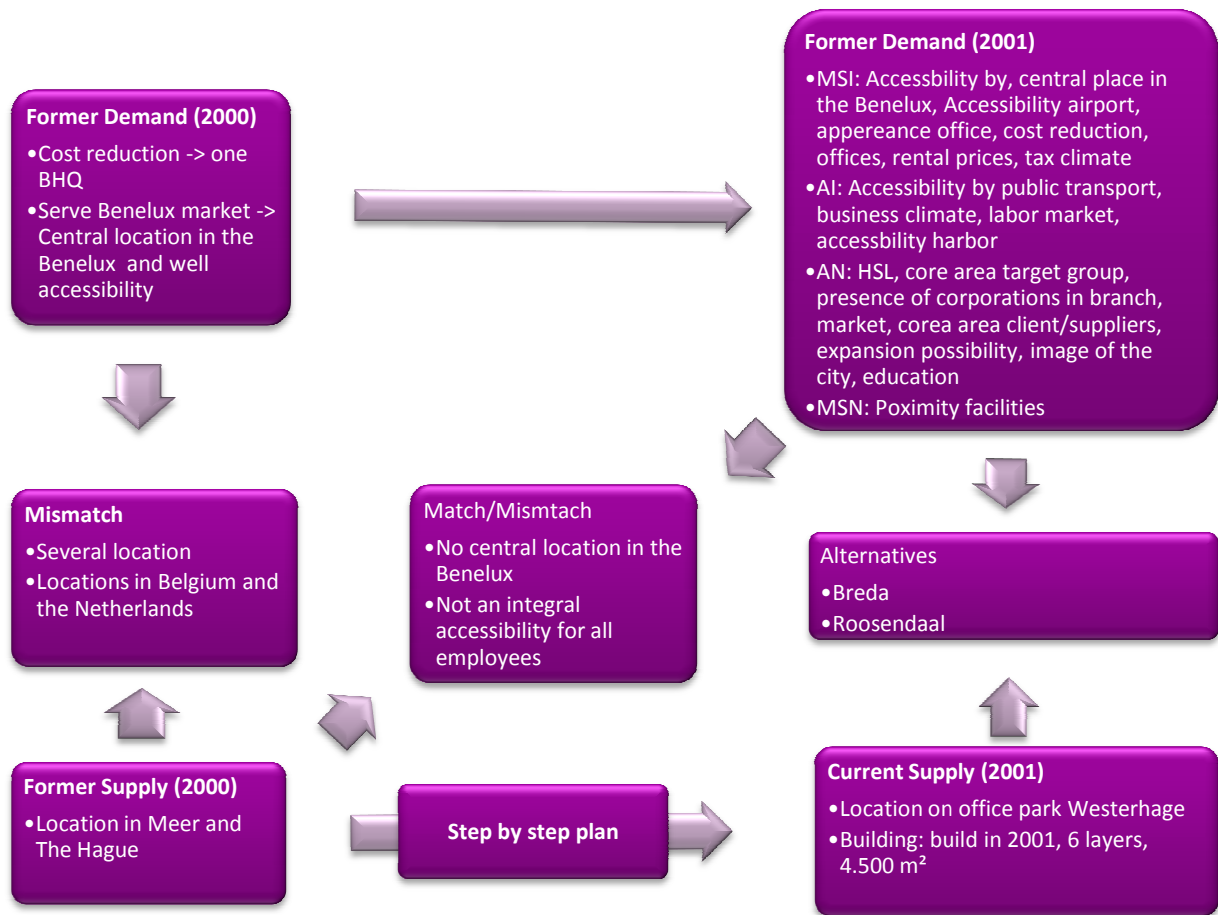 Former Demand (2000)
•Cost reduction -> one
BHQ
•Serve Benelux market ->
Central location in the
Benelux and well
accessibility
Former Demand (2001)
•MSI: Accessbility by, central place in
the Benelux, Accessibility airport,
appereance office, cost reduction,
offices, rental prices, tax climate
•AI: Accessibility by public transport,
business climate, labor market,
accessbility harbor
•AN: HSL, core area target group,
presence of corporations in branch,
market, corea area client/suppliers,
expansion possibility, image of the
city, education
•MSN: Poximity facilities
Mismatch
•Several location
•Locations in Belgium and
the Netherlands
Match/Mismtach
•No central location in the
Benelux
•Not an integral
accessibility for all
employees
Alternatives
•Breda
•Roosendaal
Former Supply (2000)
•Location in Meer and
The Hague
Step by step plan
Current Supply (2001)
•Location on office park Westerhage
•Building: build in 2001, 6 layers,
4.500 m²